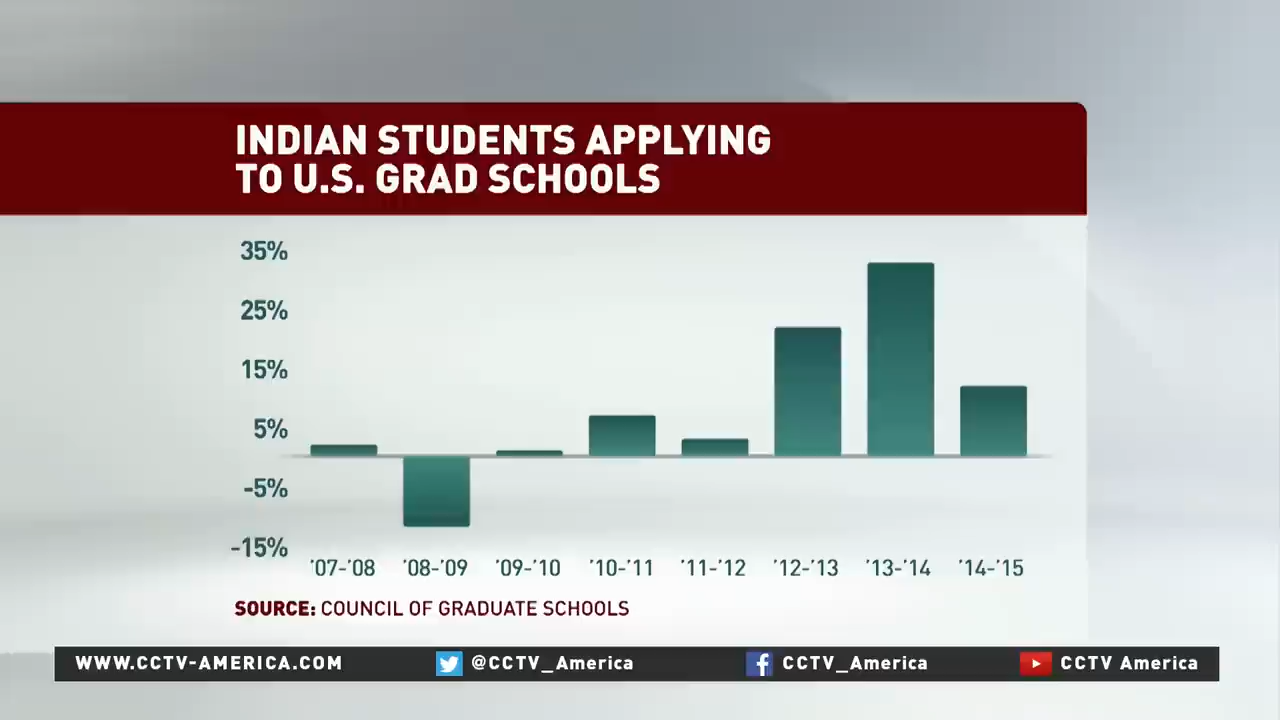 INDIAN STUDENTS APPLYING
TO U.S. GRAD SCHOOLS
35%
25%
15%
5%
-5%
-15%
'07-'08 '08-'09 '09-'10 '10-'11 '11-'12 '12-'13 '13-'14 '14-'15
SOURCE: COUNCIL OF GRADUATE SCHOOLS
WWW.CCTV-AMERICA.COM @CCTV_America CCTV_America CCTV America